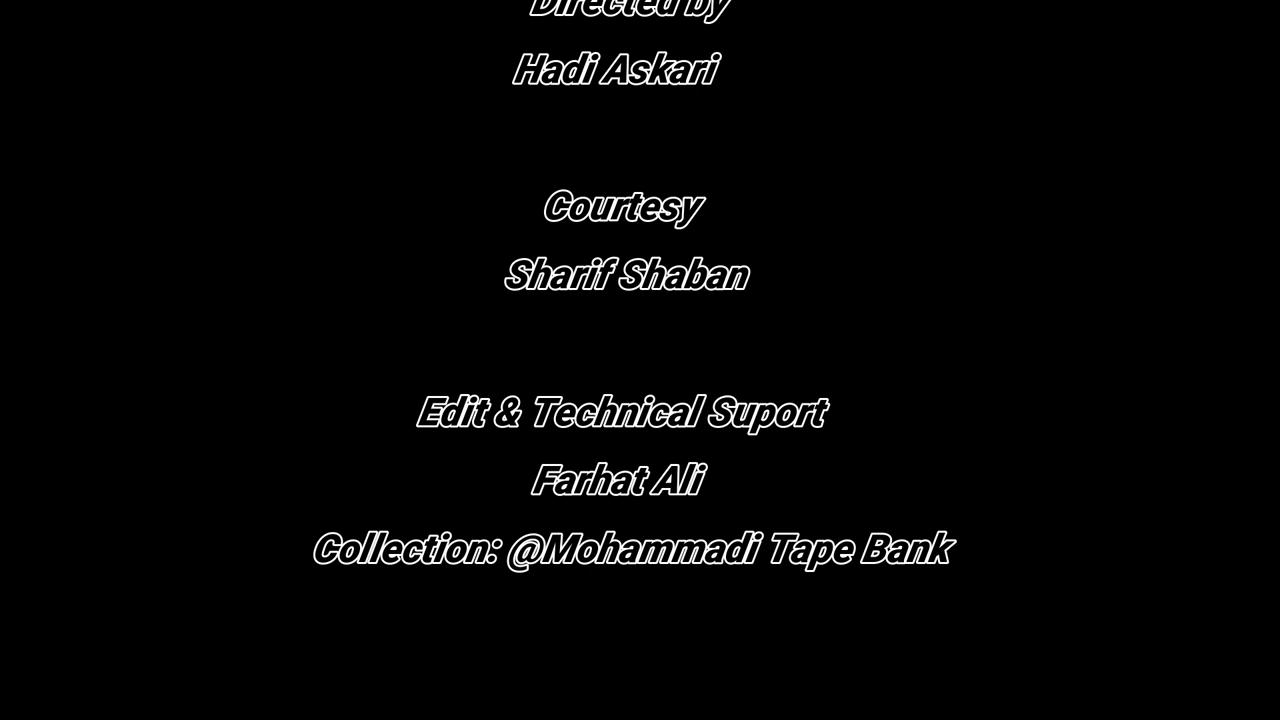 Directed by
Hadi Askari
Courtesy
Sharif Shaban
Edit & Technical Suport
Farhat Ali
Collection: @Mohammadi Tape Bank